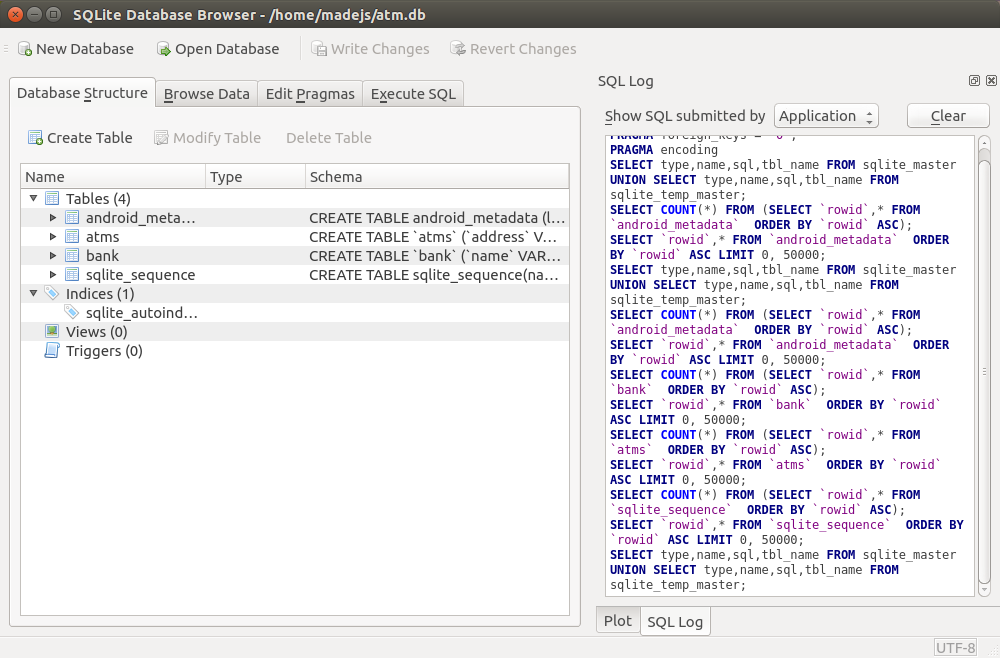 SQLite Database Browser - /home/madejs/atm.db
New Database Open Database Write Changes Revert Changes
Database Structure Browse Data Edit Pragmas Execute SQL
Create Table Modify Table Delete Table
Name Type Schema
Tables (4)
android_meta... CREATE TABLE android_metadata (l...
atms CREATE TABLE `atms` (`address` V...
bank CREATE TABLE `bank` (`name` VAR...
sqlite_sequence CREATE TABLE sqlite_sequence(na...
Indices (1)
sqlite_autoind...
Views (0)
Triggers (0)
SQL Log
Show SQL submitted by Application Clear
PRAGMA foreign_keys = "0";
PRAGMA encoding
SELECT type,name,sql,tbl_name FROM sqlite_master
UNION SELECT type,name,sql,tbl_name FROM
sqlite_temp_master;
SELECT COUNT(*) FROM (SELECT `rowid`,* FROM
`android_metadata`  ORDER BY `rowid` ASC);
SELECT `rowid`,* FROM `android_metadata`  ORDER
BY `rowid` ASC LIMIT 0, 50000;
SELECT type,name,sql,tbl_name FROM sqlite_master
UNION SELECT type,name,sql,tbl_name FROM
sqlite_temp_master;
SELECT COUNT(*) FROM (SELECT `rowid`,* FROM
`android_metadata`  ORDER BY `rowid` ASC);
SELECT `rowid`,* FROM `android_metadata`  ORDER
BY `rowid` ASC LIMIT 0, 50000;
SELECT COUNT(*) FROM (SELECT `rowid`,* FROM
`bank`  ORDER BY `rowid` ASC);
SELECT `rowid`,* FROM `bank`  ORDER BY `rowid`
ASC LIMIT 0, 50000;
SELECT COUNT(*) FROM (SELECT `rowid`,* FROM
`atms`  ORDER BY `rowid` ASC);
SELECT `rowid`,* FROM `atms`  ORDER BY `rowid`
ASC LIMIT 0, 50000;
SELECT COUNT(*) FROM (SELECT `rowid`,* FROM
`sqlite_sequence`  ORDER BY `rowid` ASC);
SELECT `rowid`,* FROM `sqlite_sequence`  ORDER BY
`rowid` ASC LIMIT 0, 50000;
SELECT type,name,sql,tbl_name FROM sqlite_master
UNION SELECT type,name,sql,tbl_name FROM
sqlite_temp_master;
Plot SQL Log
UTF-8